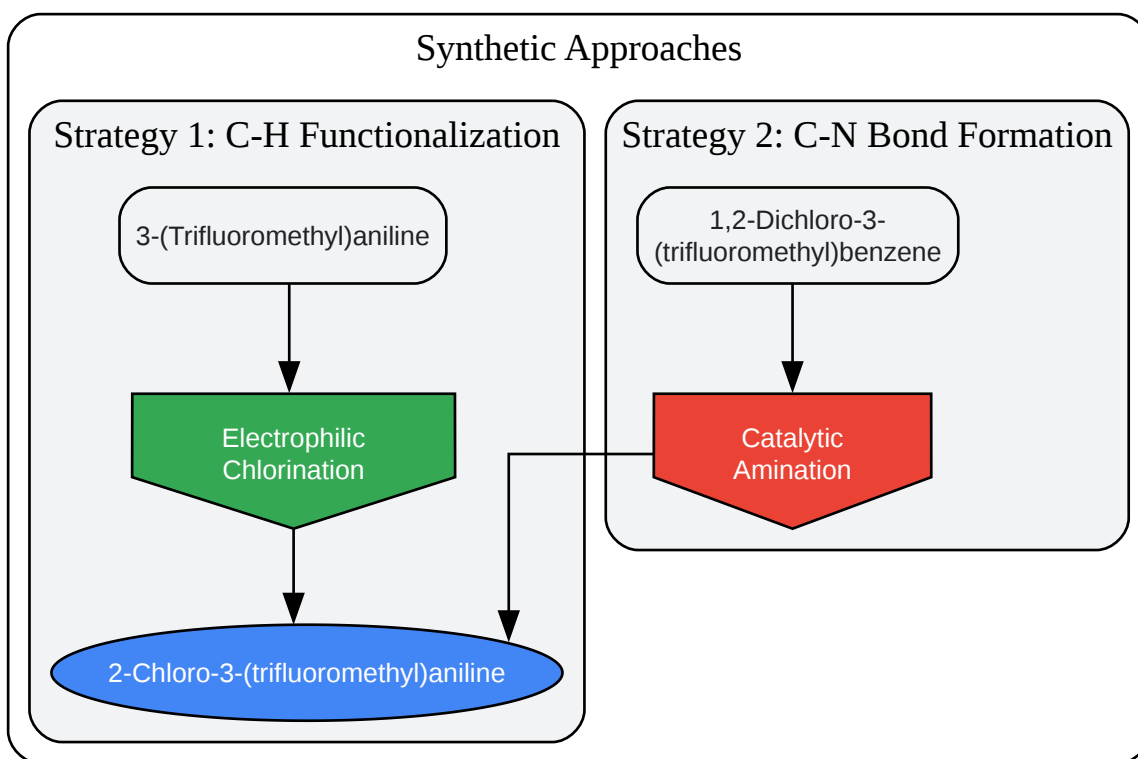 Synthetic Approaches
Strategy 1: C-H Functionalization
3-(Trifluoromethyl)aniline
Electrophilic
Chlorination
2-Chloro-3-(trifluoromethyl)aniline
Strategy 2: C-N Bond Formation
1,2-Dichloro-3-
(trifluoromethyl)benzene
Catalytic
Amination